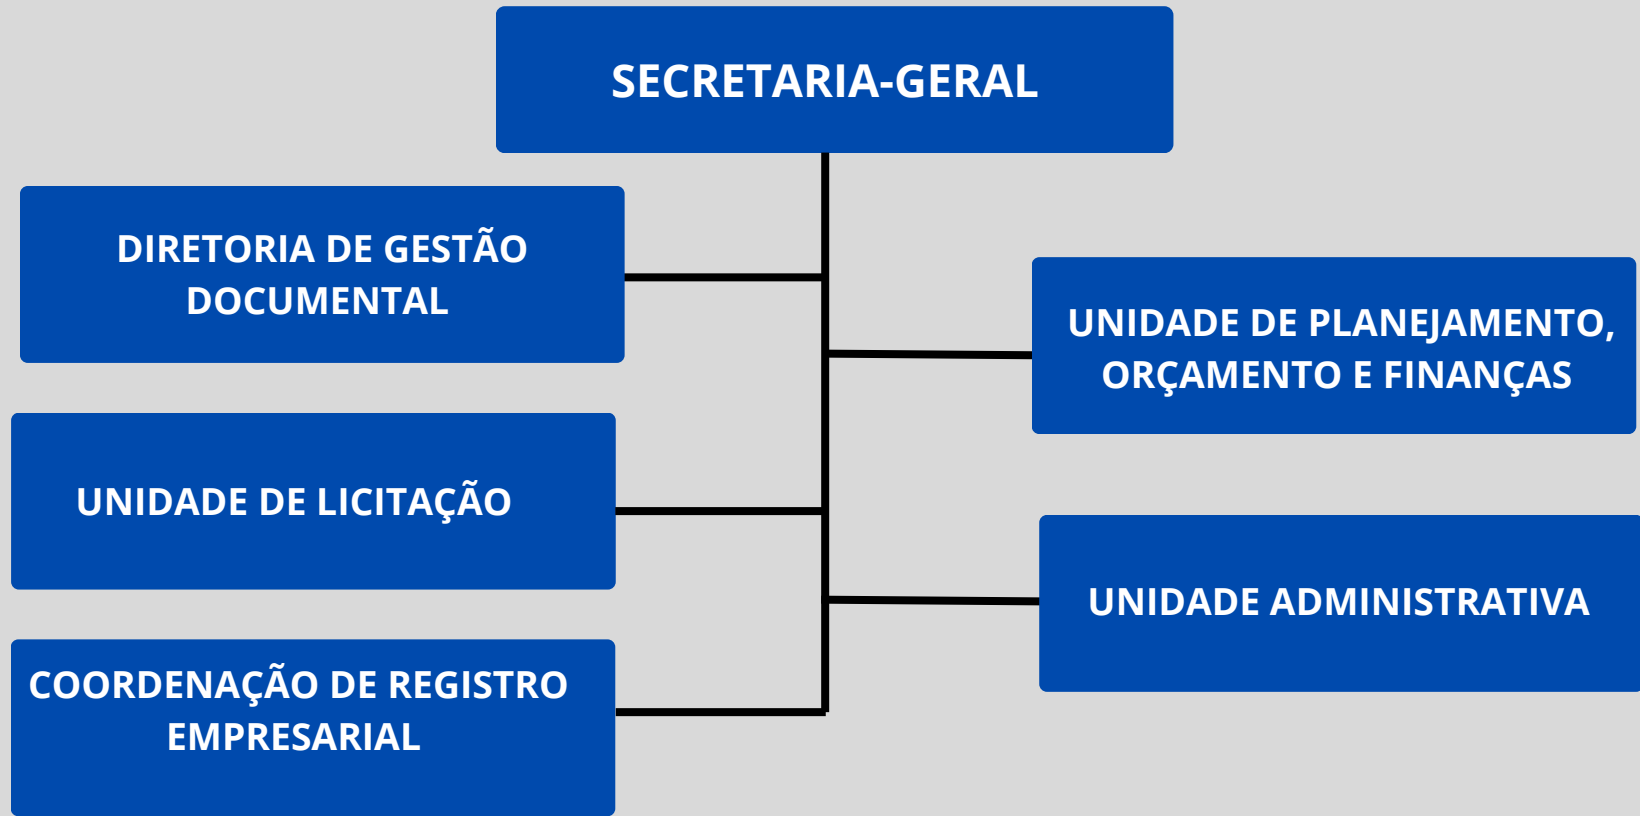 SECRETARIA-GERAL
DIRETORIA DE GESTÃO
DOCUMENTAL
UNIDADE DE PLANEJAMENTO,
ORÇAMENTO E FINANÇAS
UNIDADE DE LICITAÇÃO
UNIDADE ADMINISTRATIVA
COORDENAÇÃO DE REGISTRO
EMPRESARIAL